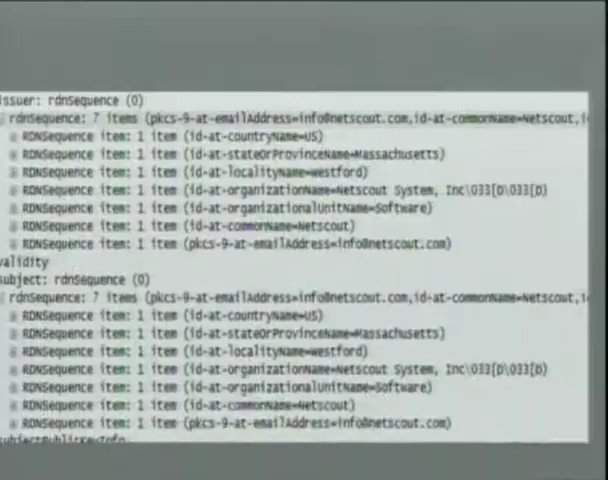 issuer: rdnSequence (0)
rdnSequence: 7 items (pkcs-9-at-emailAddress=info@netscout.com,id-at-commonName=Netscout,i
RDNSequence item: 1 item (id-at-countryName=US)
RDNSequence item: 1 item (id-at-stateOrProvinceName=Massachusetts)
RDNSequence item: 1 item (id-at-localityName=westford)
RDNSequence item: 1 item (id-at-organizationName=Netscout System, Inc\033[D\033[D)
RDNSequence item: 1 item (id-at-organizationalUnitName=Software)
RDNSequence item: 1 item (id-at-commonName=Netscout)
RDNSequence item: 1 item (pkcs-9-at-emailAddress=info@netscout.com)
validity
subject: rdnSequence (0)
rdnSequence: 7 items (pkcs-9-at-emailAddress=info@netscout.com,id-at-commonName=Netscout,i
RDNSequence item: 1 item (id-at-countryName=US)
RDNSequence item: 1 item (id-at-stateOrProvinceName=Massachusetts)
RDNSequence item: 1 item (id-at-localityName=westford)
RDNSequence item: 1 item (id-at-organizationName=Netscout System, Inc\033[D\033[D)
RDNSequence item: 1 item (id-at-organizationalUnitName=Software)
RDNSequence item: 1 item (id-at-commonName=Netscout)
RDNSequence item: 1 item (pkcs-9-at-emailAddress=info@netscout.com)
subjectPublicKeyInfo